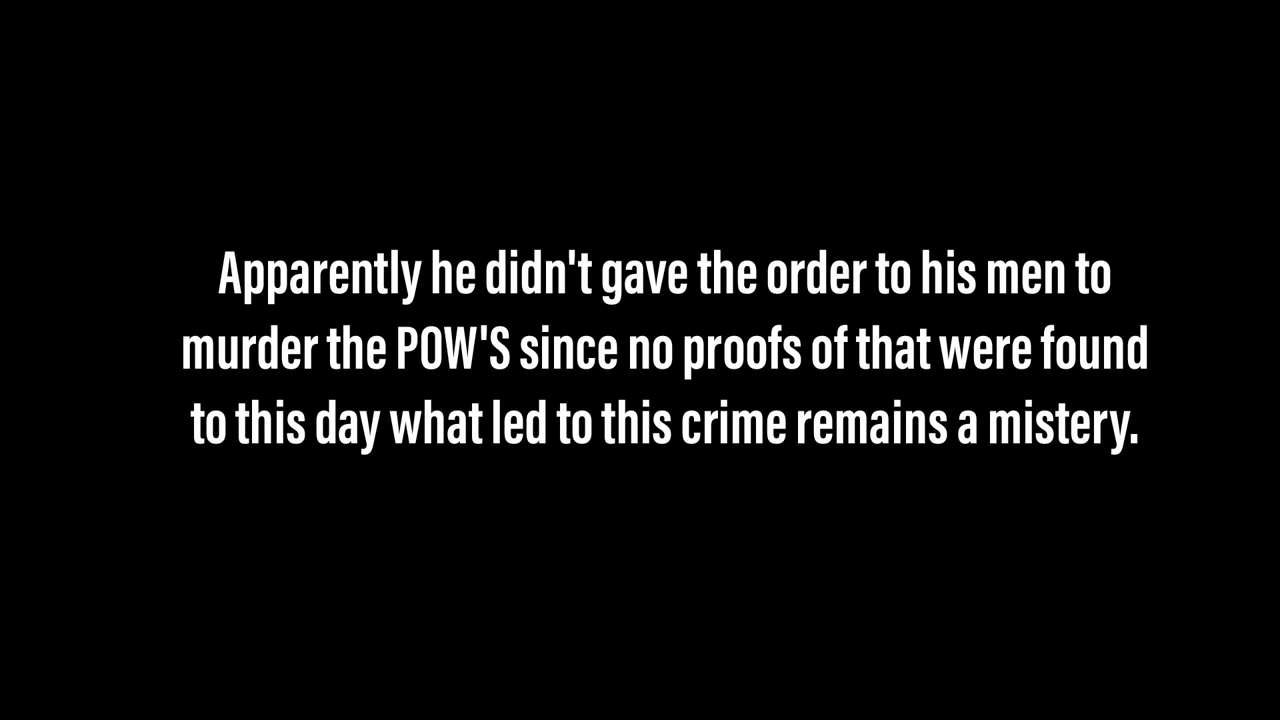 Apparently he didn't gave the order to his men to
murder the POW'S since no proofs of that were found
to this day what led to this crime remains a mistery.